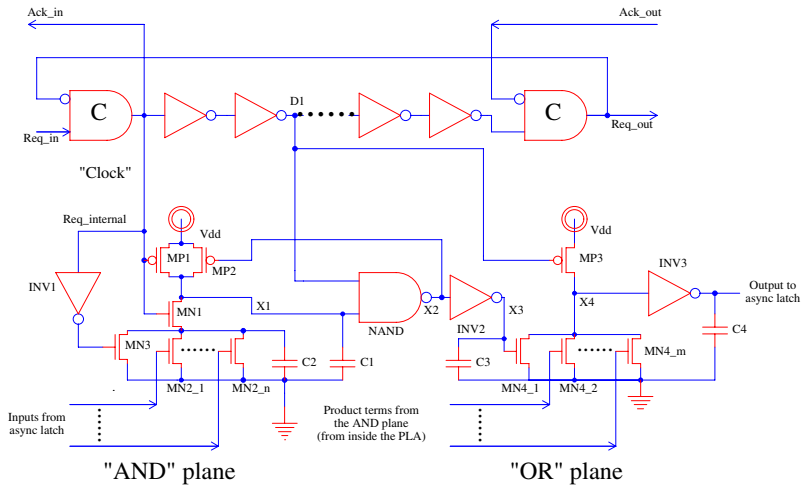 Ack_in
Ack_out
C
D1
C
Req_in
Req_out
"Clock"
Req_internal
Vdd
Vdd
MP1
MP2
MP3
INV1
INV3
Output to
async latch
X1
X2
X3
X4
MN1
NAND
INV2
MN3
C2
C1
C3
C4
MN4_m
MN2_1
MN2_n
MN4_1
MN4_2
Inputs from
async latch
Product terms from
the AND plane
(from inside the PLA)
"AND" plane
"OR" plane